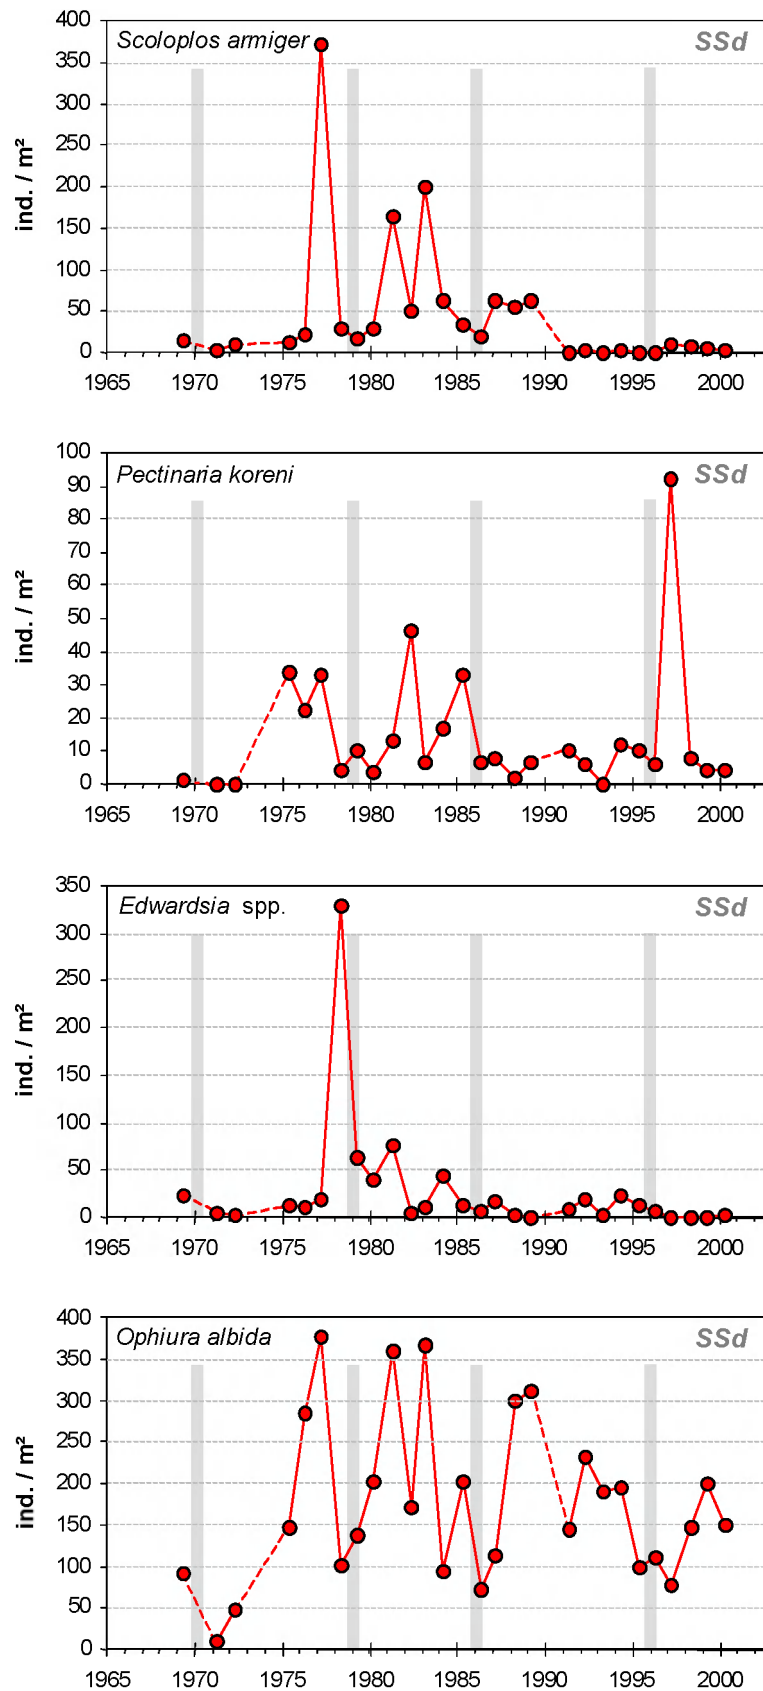 Scoloplos armiger
SSd
ind. / m²
400
350
300
250
200
150
100
50
0
1965 1970 1975 1980 1985 1990 1995 2000
Pectinaria koreni
SSd
ind. / m²
100
90
80
70
60
50
40
30
20
10
0
1965 1970 1975 1980 1985 1990 1995 2000
Edwardsia spp.
SSd
ind. / m²
350
300
250
200
150
100
50
0
1965 1970 1975 1980 1985 1990 1995 2000
Ophiura albida
SSd
ind. / m²
400
350
300
250
200
150
100
50
0
1965 1970 1975 1980 1985 1990 1995 2000